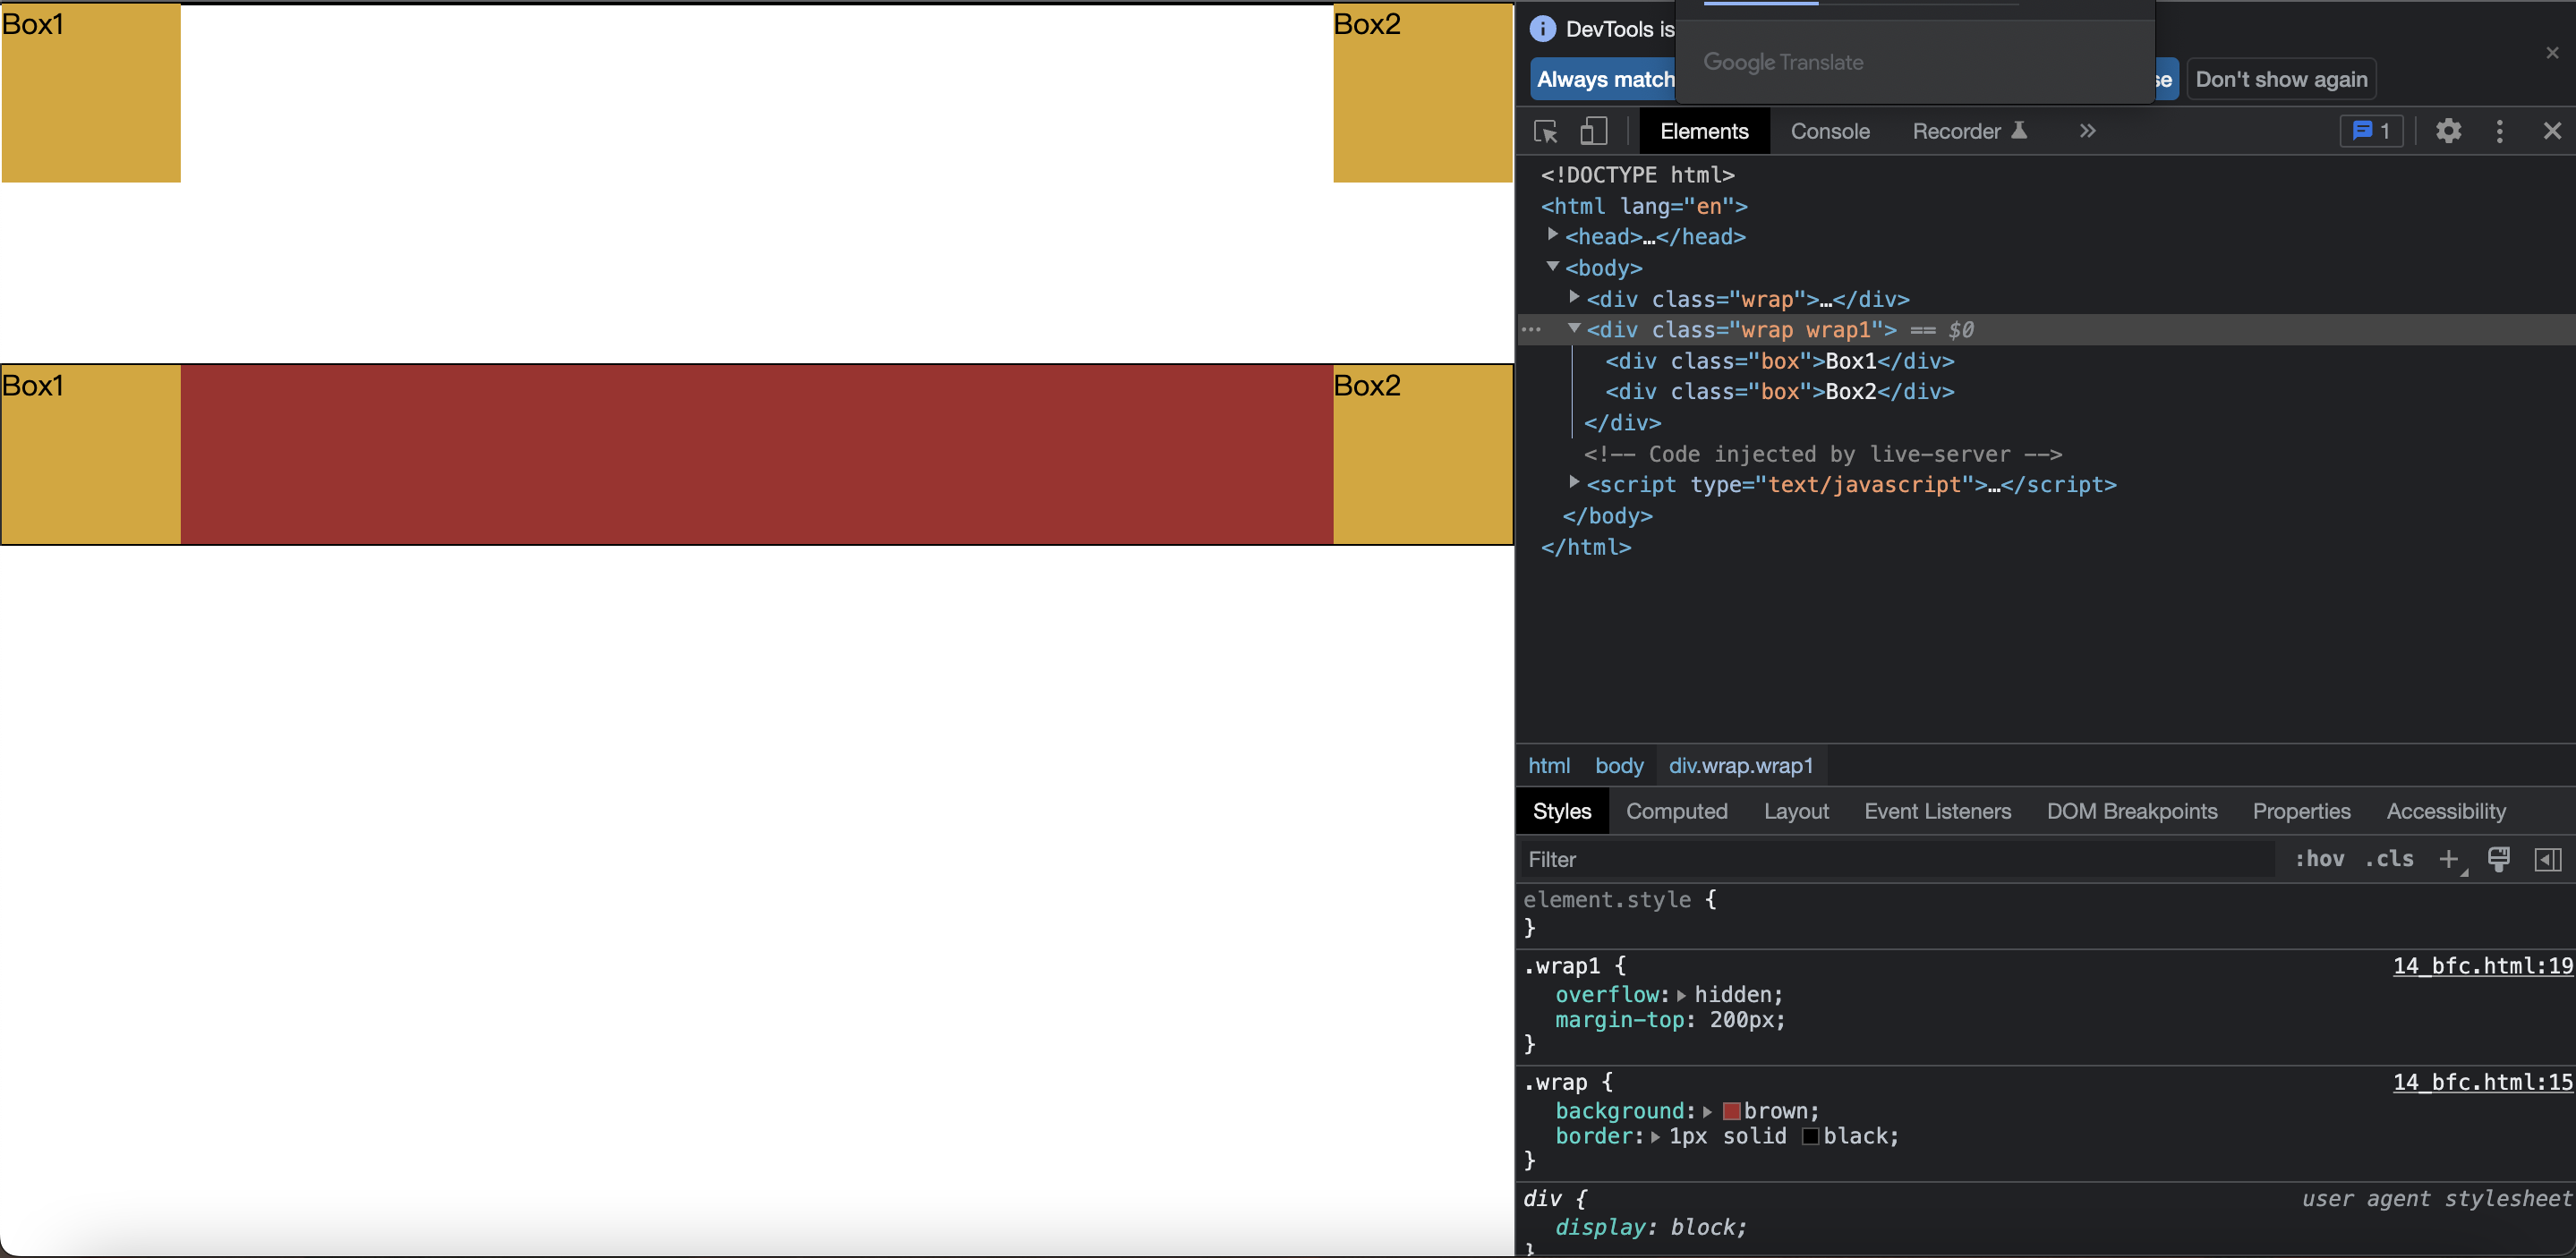 Box1
Box2
Box1
Box2
DevTools is
Google Translate
Always match
se
Don't show again
Elements
Console
Recorder
»
1
<!DOCTYPE html>
<html lang="en">
<head>…</head>
<body>
<div class="wrap">…</div>
<div class="wrap wrap1"> == $0
<div class="box">Box1</div>
<div class="box">Box2</div>
</div>
<!-- Code injected by live-server -->
<script type="text/javascript">…</script>
</body>
</html>
html body div.wrap.wrap1
Styles Computed Layout Event Listeners DOM Breakpoints Properties Accessibility
Filter
:hov .cls +
element.style {
}
.wrap1 { 14_bfc.html:19
overflow: hidden;
margin-top: 200px;
}
.wrap { 14_bfc.html:15
background: brown;
border: 1px solid black;
}
div { user agent stylesheet
display: block;
}